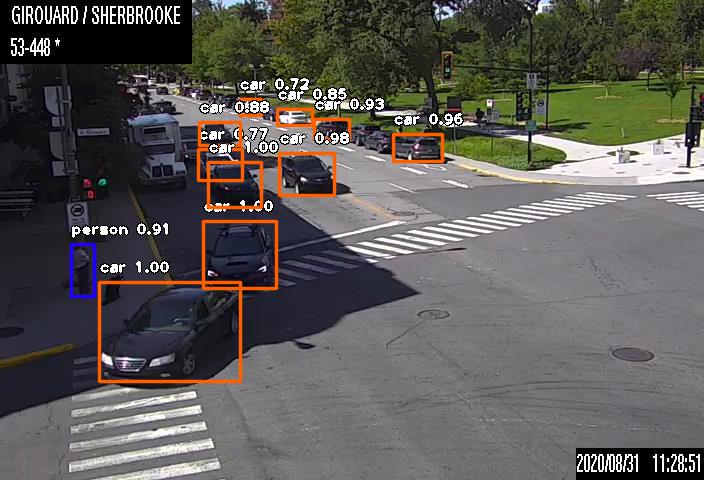 GIROUARD / SHERBROOKE
53-448 *
car 0.72
car 0.85
car 0.88
car 0.93
car 0.96
car 0.77
car 0.98
car 1.00
car 1.00
person 0.91
car 1.00
2020/08/31 11:28:51